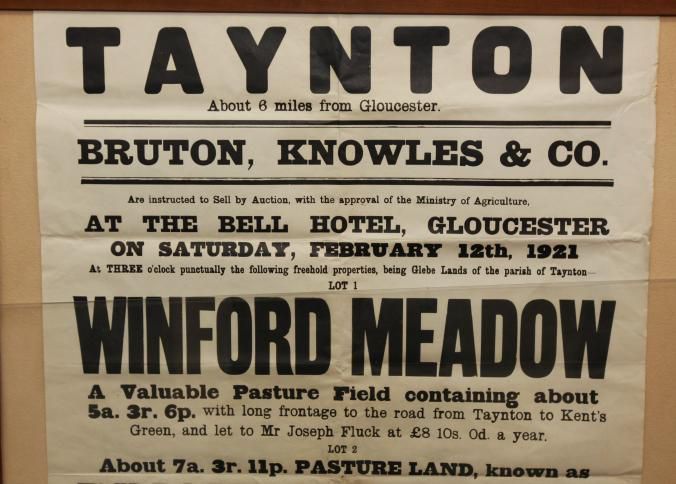 TAYNTON
About 6 miles from Gloucester.
BRUTON, KNOWLES & CO.
Are instructed to Sell by Auction, with the approval of the Ministry of Agriculture,
AT THE BELL HOTEL, GLOUCESTER
ON SATURDAY, FEBRUARY 12th, 1921
At THREE o'clock punctually the following freehold properties, being Glebe Lands of the parish of Taynton—
LOT 1
WINFORD MEADOW
A Valuable Pasture Field containing about
5a. 3r. 6p. with long frontage to the road from Taynton to Kent's
Green, and let to Mr Joseph Fluck at £8 10s. 0d. a year.
LOT 2
About 7a. 3r. 11p. PASTURE LAND, known as